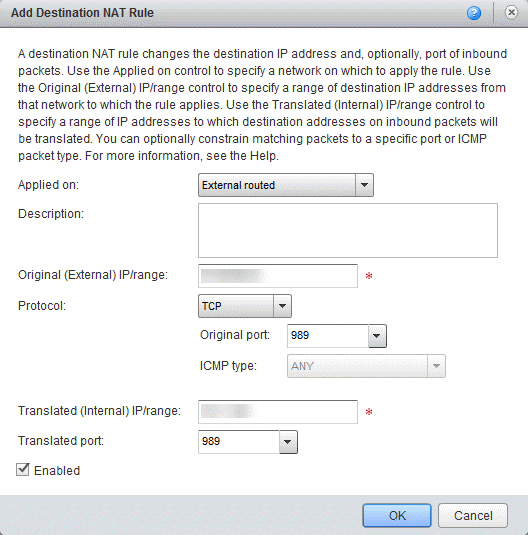 Add Destination NAT Rule
A destination NAT rule changes the destination IP address and, optionally, port of inbound
packets. Use the Applied on control to specify a network on which to apply the rule. Use
the Original (External) IP/range control to specify a range of destination IP addresses from
that network to which the rule applies. Use the Translated (Internal) IP/range control to
specify a range of IP addresses to which destination addresses on inbound packets will
be translated. You can optionally constrain matching packets to a specific port or ICMP
packet type. For more information, see the Help.
Applied on: External routed
Description:
Original (External) IP/range: *
Protocol: TCP
Original port: 989
ICMP type: ANY
Translated (Internal) IP/range: *
Translated port: 989
Enabled
OK Cancel